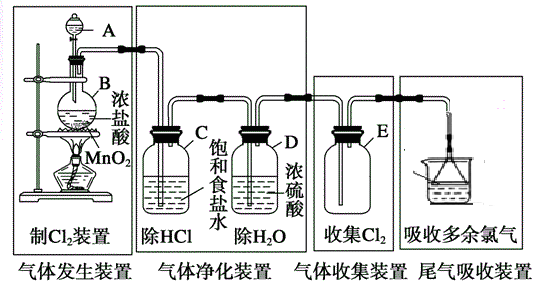 A
B
浓盐酸
MnO₂
C
饱和食盐水
D
浓硫酸
E
制Cl₂装置
除HCl
除H₂O
收集Cl₂
吸收多余氯气
气体发生装置
气体净化装置
气体收集装置
尾气吸收装置